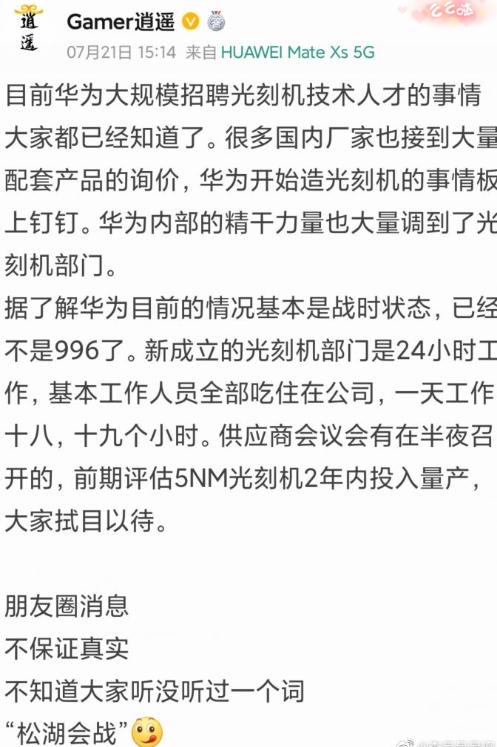 逍遥
Gamer逍遥
么么哒
07月21日 15:14 来自 HUAWEI Mate Xs 5G
目前华为大规模招聘光刻机技术人才的事情
大家都已经知道了。很多国内厂家也接到大量
配套产品的询价，华为开始造光刻机的事情板
上钉钉。华为内部的精干力量也大量调到了光
刻机部门。
据了解华为目前的情况基本是战时状态，已经
不是996了。新成立的光刻机部门是24小时工
作，基本工作人员全部吃住在公司，一天工作
十八，十九个小时。供应商会议会有在半夜召
开的，前期评估5NM光刻机2年内投入量产，
大家拭目以待。
朋友圈消息
不保证真实
不知道大家听没听过一个词
“松湖会战”